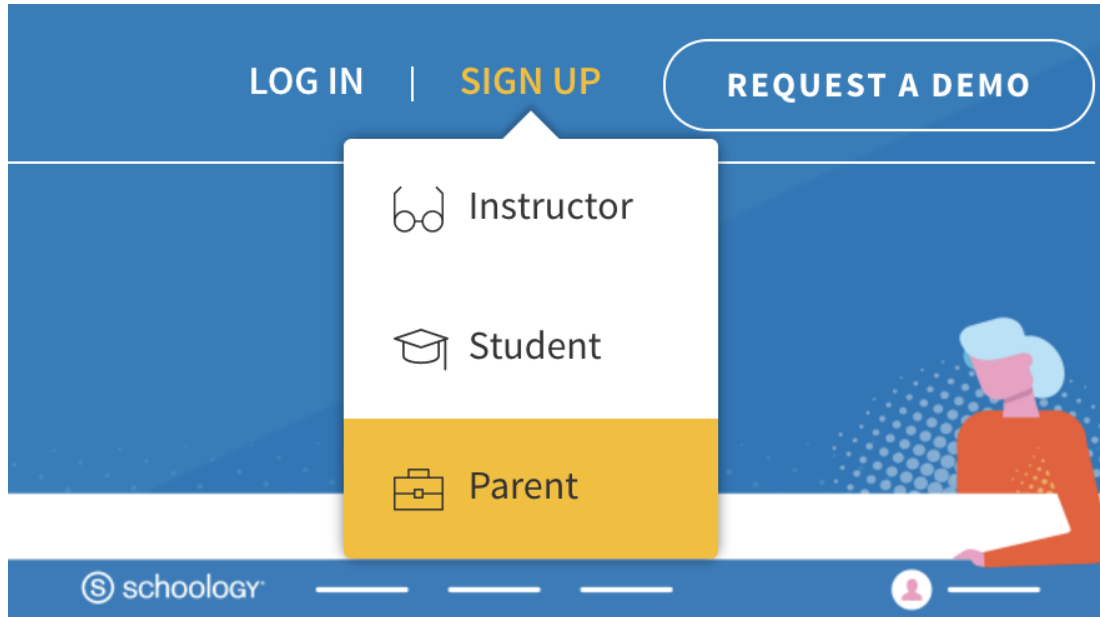 LOG IN | SIGN UP REQUEST A DEMO
Instructor
Student
Parent
schoology